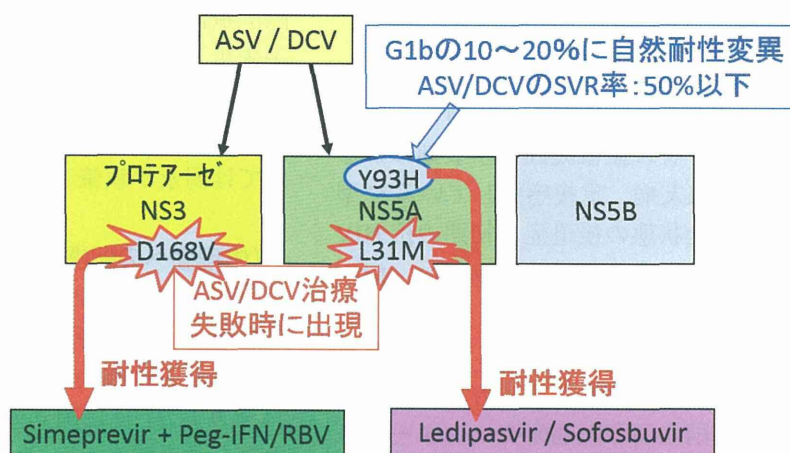 ASV / DCV
G1bの10～20%に自然耐性変異
ASV/DCVのSVR率：50%以下
プロテアーゼ
NS3
Y93H
NS5A
NS5B
D168V
L31M
ASV/DCV治療
失敗時に出現
耐性獲得
耐性獲得
Simeprevir + Peg-IFN/RBV
Ledipasvir / Sofosbuvir